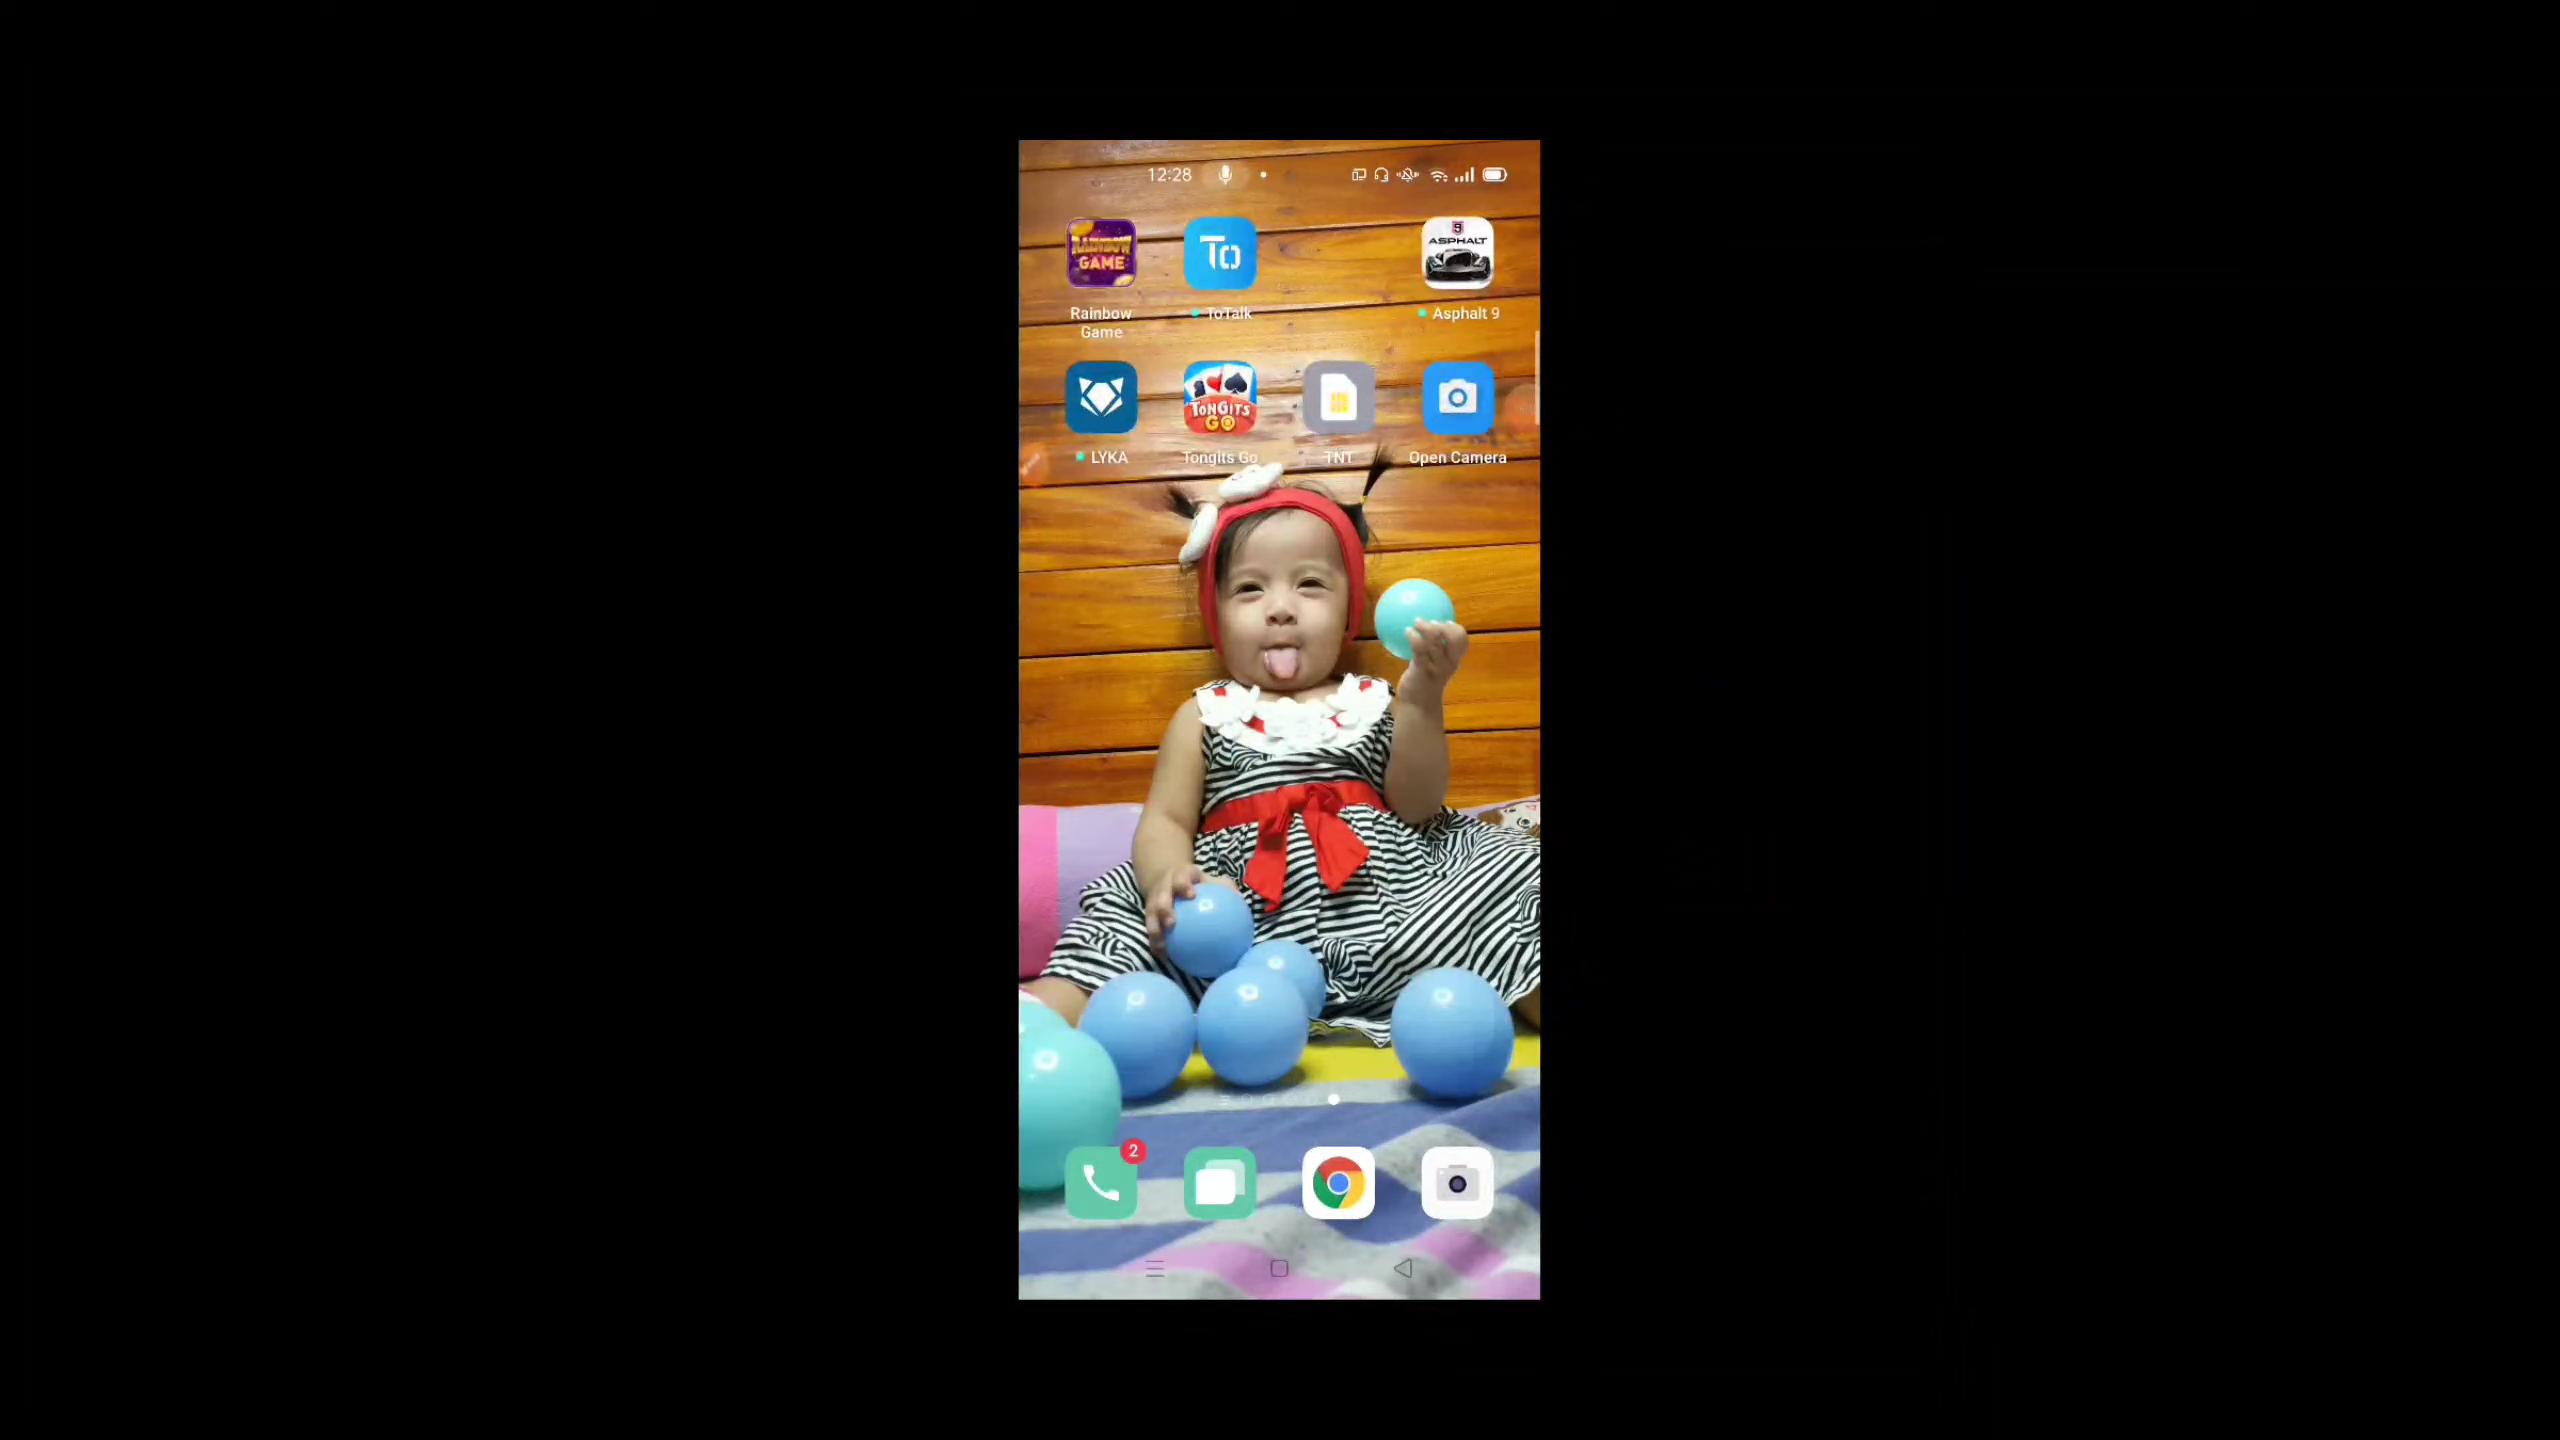 12:28
RAINBOW
GAME
To
9
ASPHALT
Rainbow
Game
ToTalk
Asphalt 9
TONGITS
GO
LYKA
Tongits Go
TNT
Open Camera
2